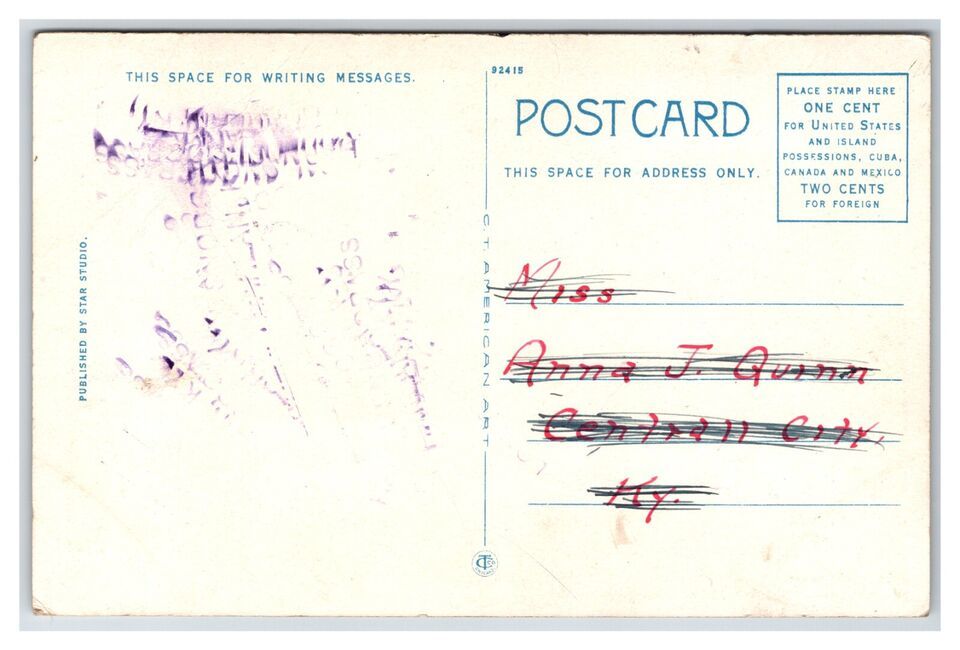 THIS SPACE FOR WRITING MESSAGES.
PUBLISHED BY STAR STUDIO.
C T AMERICAN ART
92415
POST CARD
THIS SPACE FOR ADDRESS ONLY.
PLACE STAMP HERE
ONE CENT
FOR UNITED STATES
AND ISLAND
POSSESSIONS, CUBA,
CANADA AND MEXICO
TWO CENTS
FOR FOREIGN
Miss
Anna J. Quinn
Central City,
Ky.